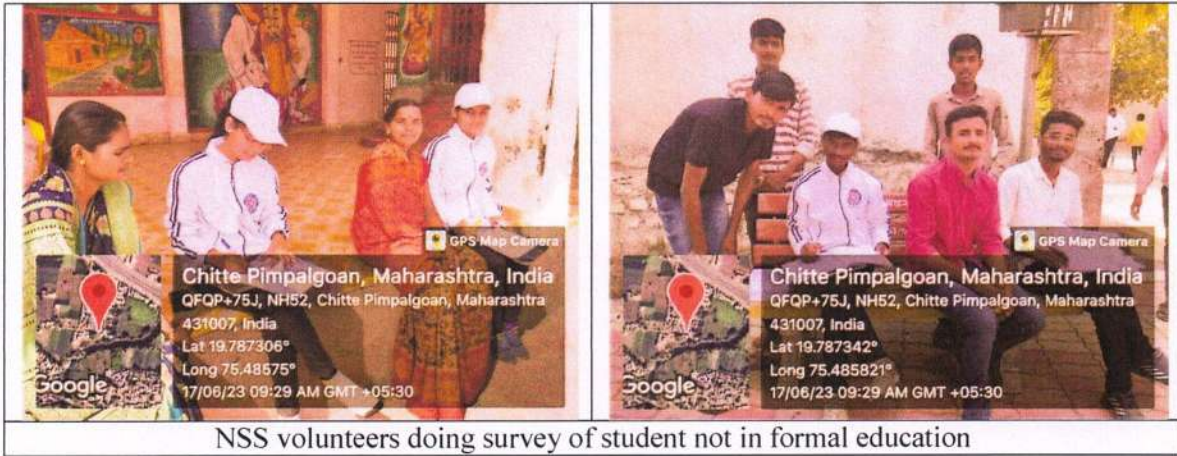 GPS Map Camera
Chitte Pimpalgoan, Maharashtra, India
QFQP+75J, NH52, Chitte Pimpalgoan, Maharashtra
431007, India
Lat 19.787306°
Long 75.48575°
17/06/23 09:29 AM GMT +05:30
Google
GPS Map Camera
Chitte Pimpalgoan, Maharashtra, India
QFQP+75J, NH52, Chitte Pimpalgoan, Maharashtra
431007, India
Lat 19.787342°
Long 75.485821°
17/06/23 09:29 AM GMT +05:30
Google
NSS volunteers doing survey of student not in formal education